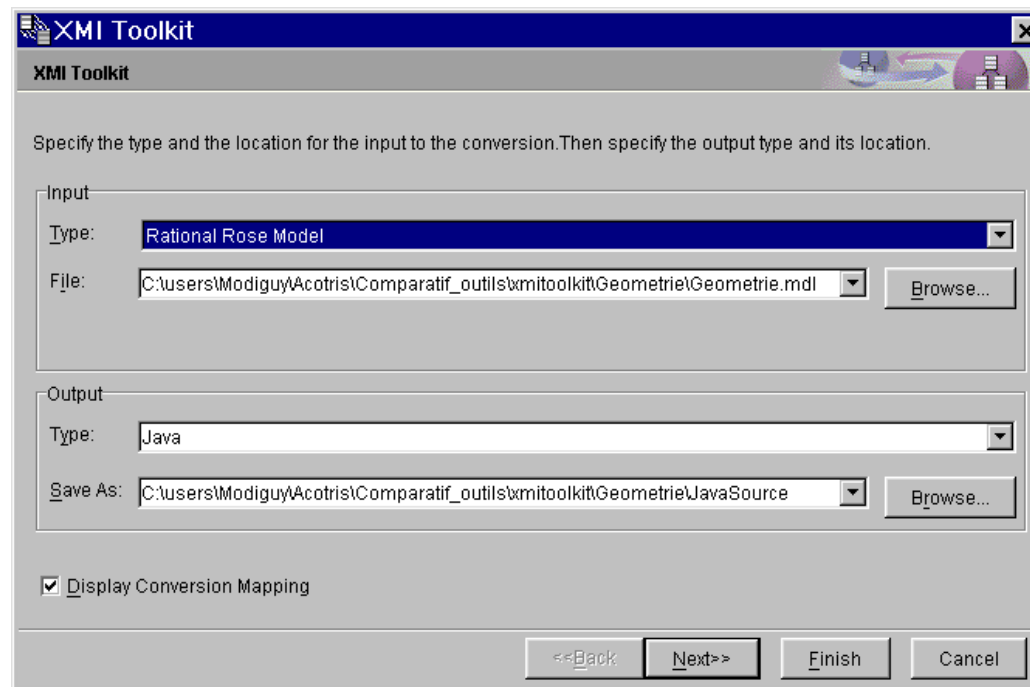 XMI Toolkit
XMI Toolkit
Specify the type and the location for the input to the conversion.Then specify the output type and its location.
Input
Type:
Rational Rose Model
File:
C:\users\Modiguy\Acotris\Comparatif_outils\xmitoolkit\Geometrie\Geometrie.mdl
Browse...
Output
Type:
Java
Save As:
C:\users\Modiguy\Acotris\Comparatif_outils\xmitoolkit\Geometrie\JavaSource
Browse...
Display Conversion Mapping
<<Back
Next>>
Finish
Cancel